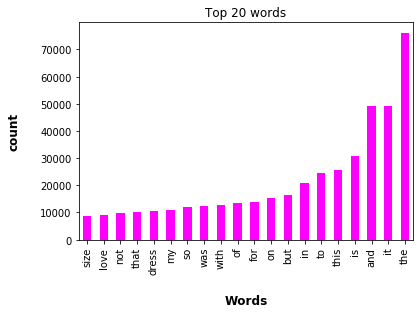 Top 20 words
count
70000
60000
50000
40000
30000
20000
10000
0
size love not that dress my so was with of for on but in to this is and it the
Words